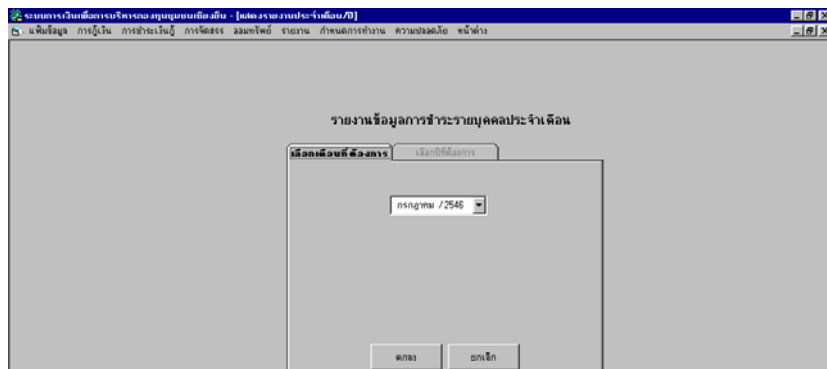 ระบบการเงินเพื่อการบริหารกองทุนชุมชนเมืองยืน - [แสดงรายงานประจำเดือน/ปี]
แฟ้มข้อมูล การกู้เงิน การชำระเงินกู้ การจัดสรร ออมทรัพย์ รายงาน กำหนดการทำงาน ความปลอดภัย หน้าต่าง
รายงานข้อมูลการชำระรายบุคคลประจำเดือน
เลือกเดือนที่ต้องการ เลือกปีที่ต้องการ
กรกฎาคม /2546
ตกลง ยกเลิก